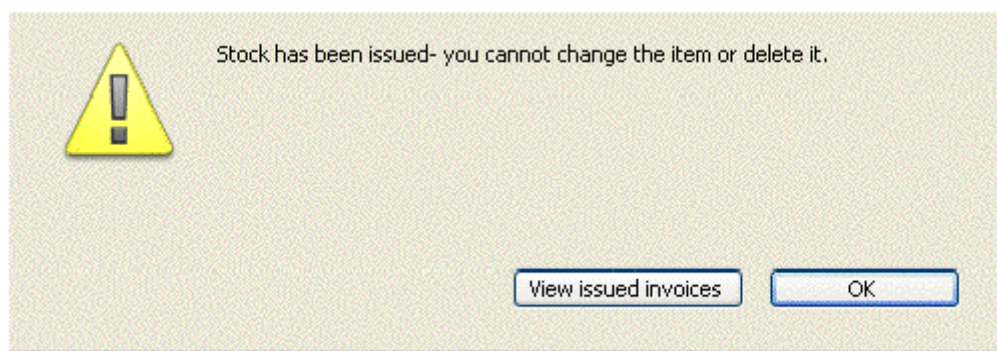 Stock has been issued- you cannot change the item or delete it.
View issued invoices
OK